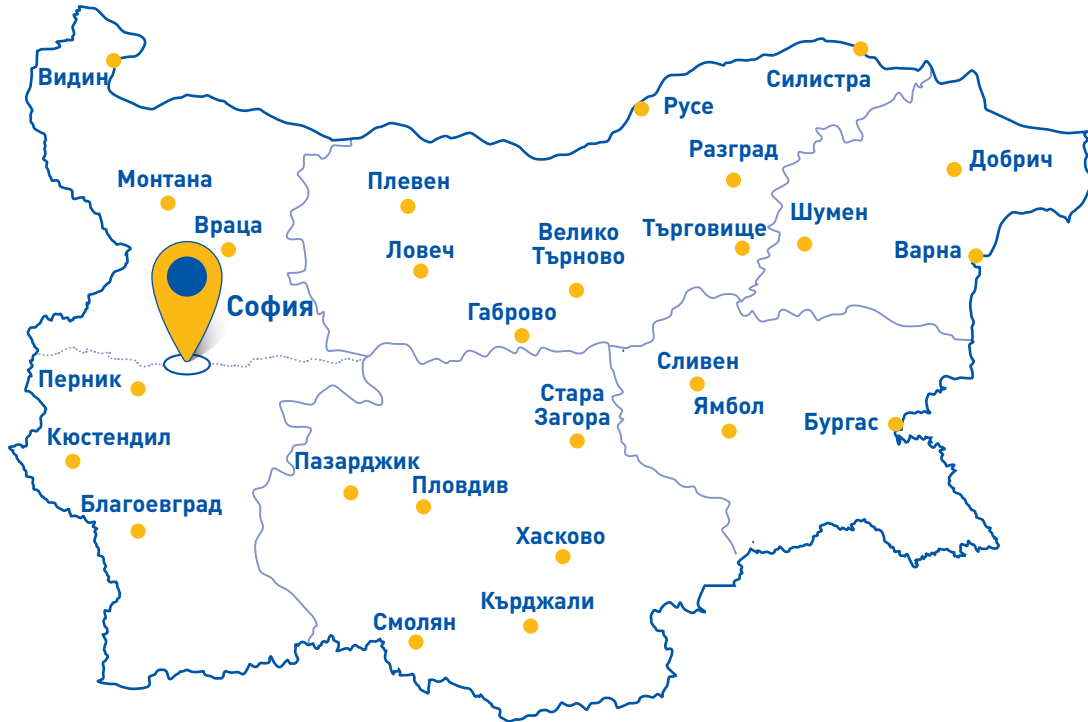 Видин
Силистра
Русе
Разград
Добрич
Монтана
Плевен
Враца
Ловеч
Велико
Търново
Търговище
Шумен
Варна
София
Габрово
Перник
Сливен
Стара
Загора
Ямбол
Бургас
Кюстендил
Пазарджик
Пловдив
Благоевград
Хасково
Кърджали
Смолян